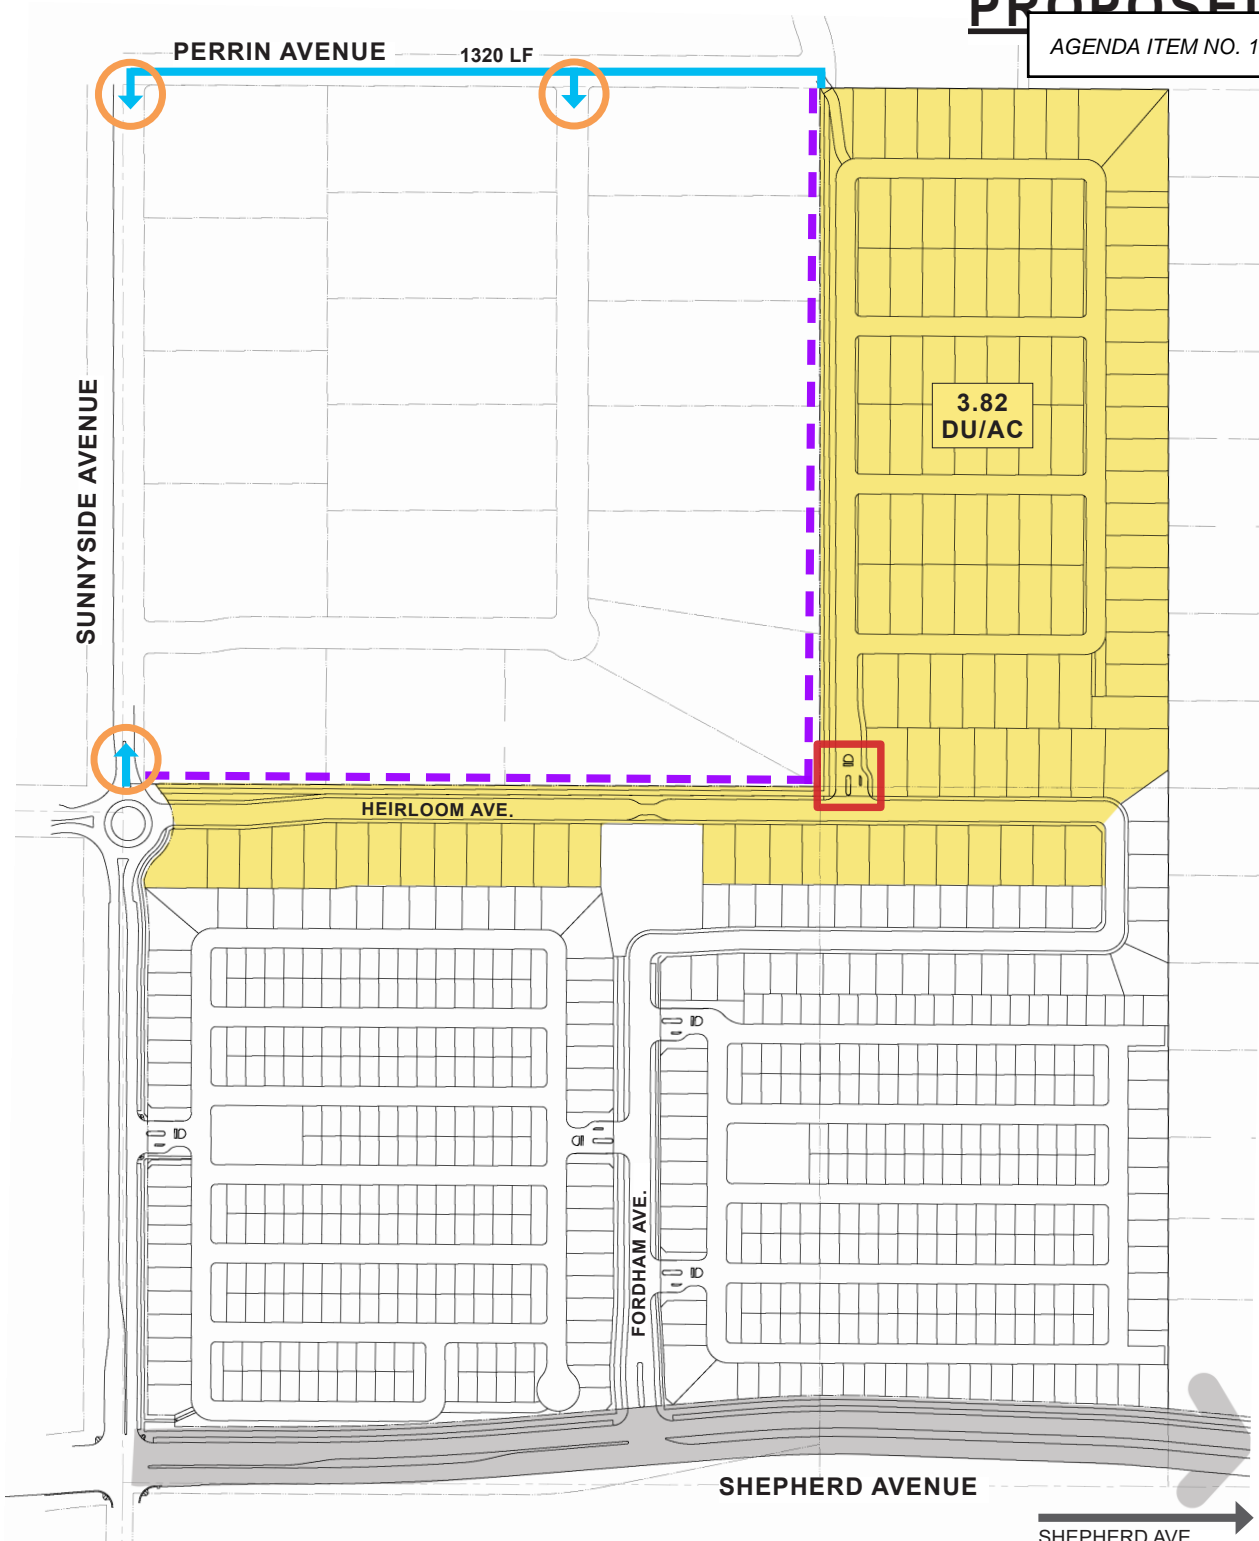 PROPOSED
AGENDA ITEM NO. 1
PERRIN AVENUE
1320 LF
SUNNYSIDE AVENUE
3.82
DU/AC
HEIRLOOM AVE.
FORDHAM AVE.
SHEPHERD AVENUE
SHEPHERD AVE